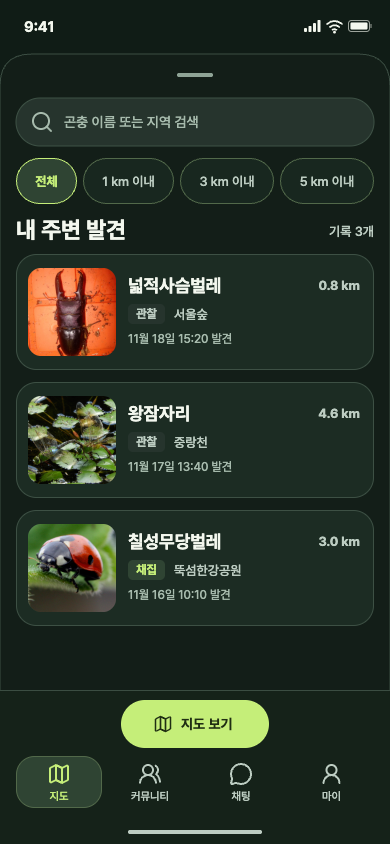 9:41
곤충 이름 또는 지역 검색
전체
1 km 이내
3 km 이내
5 km 이내
내 주변 발견
기록 3개
넓적사슴벌레
0.8 km
관찰 서울숲
11월 18일 15:20 발견
왕잠자리
4.6 km
관찰 중랑천
11월 17일 13:40 발견
칠성무당벌레
3.0 km
채집 뚝섬한강공원
11월 16일 10:10 발견
지도 보기
지도
커뮤니티
채팅
마이